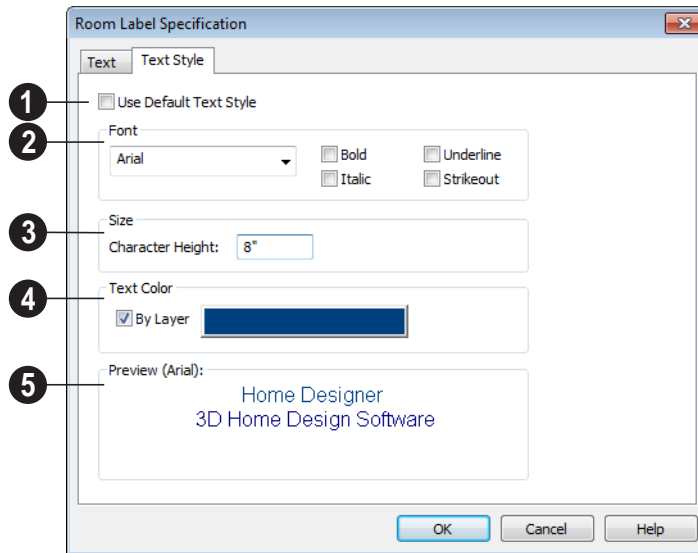 Room Label Specification
Text Text Style
1 Use Default Text Style
2 Font
Arial Bold Underline
Italic Strikeout
3 Size
Character Height: 8"
4 Text Color
By Layer
5 Preview (Arial):
Home Designer
3D Home Design Software
OK Cancel Help